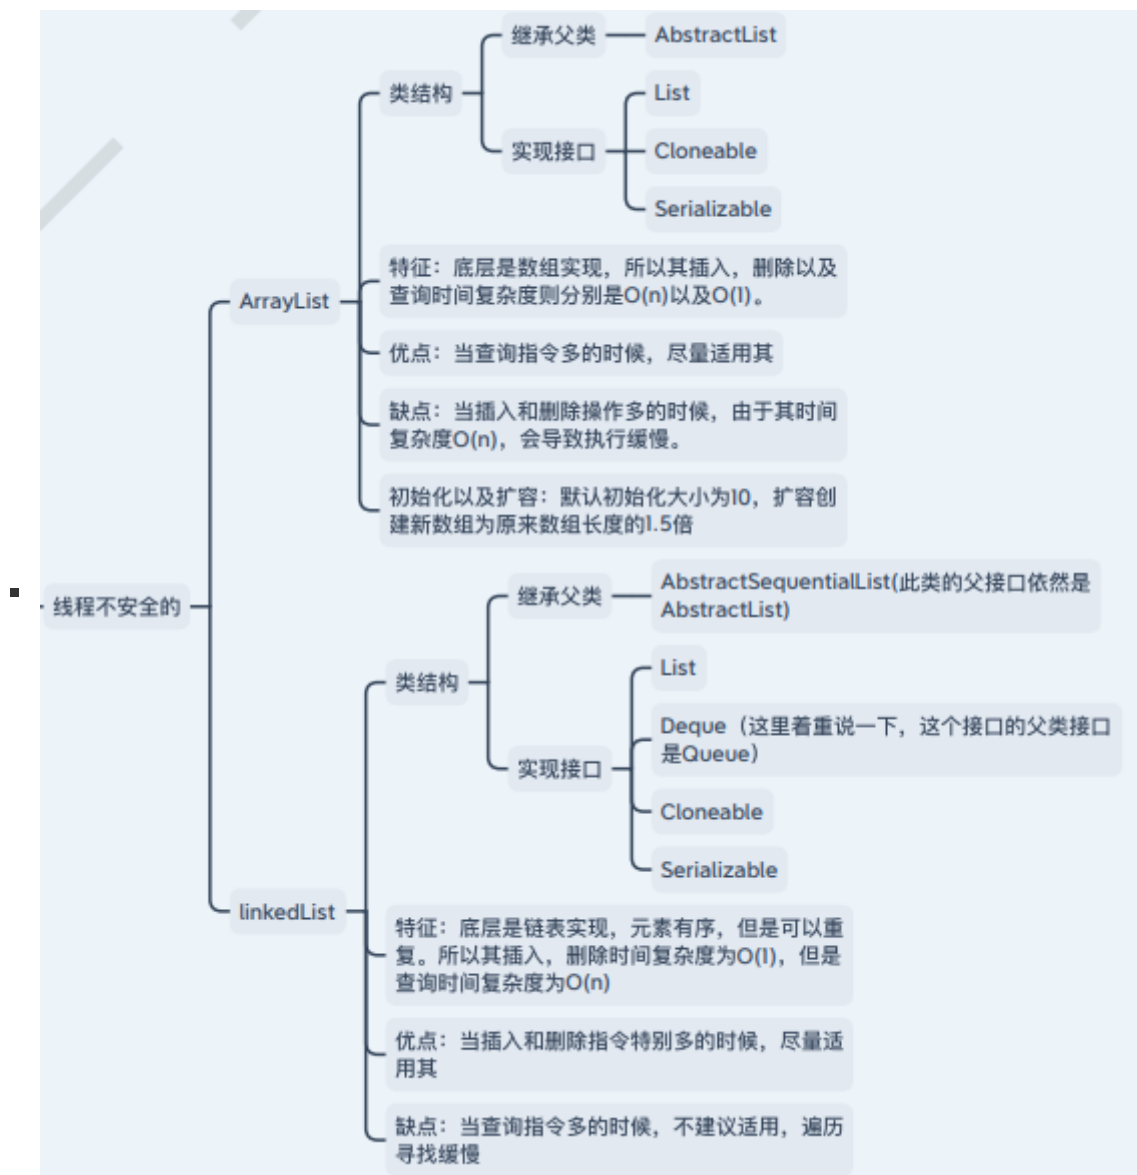 线程不安全的
ArrayList
类结构
继承父类
AbstractList
实现接口
List
Cloneable
Serializable
特征：底层是数组实现，所以其插入，删除以及
查询时间复杂度则分别是O(n)以及O(1)。
优点：当查询指令多的时候，尽量适用其
缺点：当插入和删除操作多的时候，由于其时间
复杂度O(n)，会导致执行缓慢。
初始化以及扩容：默认初始化大小为10，扩容创
建新数组为原来数组长度的1.5倍
linkedList
类结构
继承父类
AbstractSequentialList(此类的父接口依然是
AbstractList)
实现接口
List
Deque（这里着重说一下，这个接口的父类接口
是Queue）
Cloneable
Serializable
特征：底层是链表实现，元素有序，但是可以重
复。所以其插入，删除时间复杂度为O(1)，但是
查询时间复杂度为O(n)
优点：当插入和删除指令特别多的时候，尽量适
用其
缺点：当查询指令多的时候，不建议适用，遍历
寻找缓慢